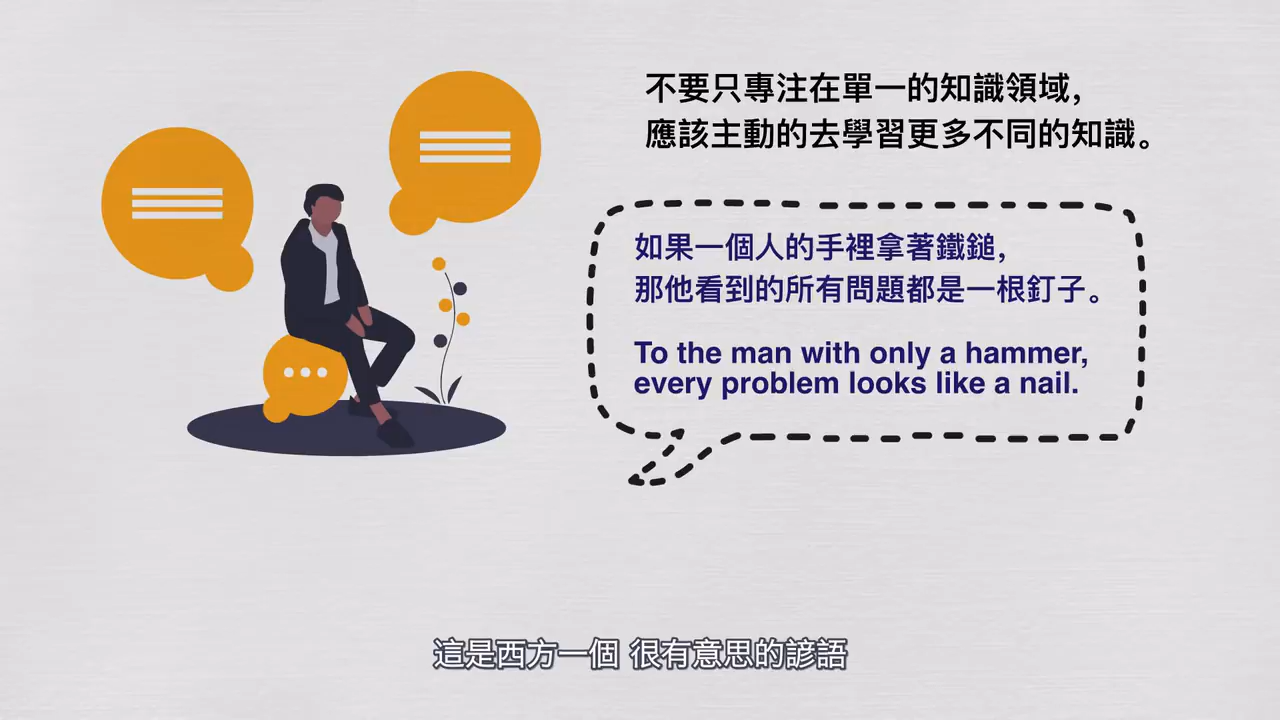 不要只專注在單一的知識領域，
應該主動的去學習更多不同的知識。
如果一個人的手裡拿著鐵鎚，
那他看到的所有問題都是一根釘子。
To the man with only a hammer,
every problem looks like a nail.
這是西方一個 很有意思的諺語